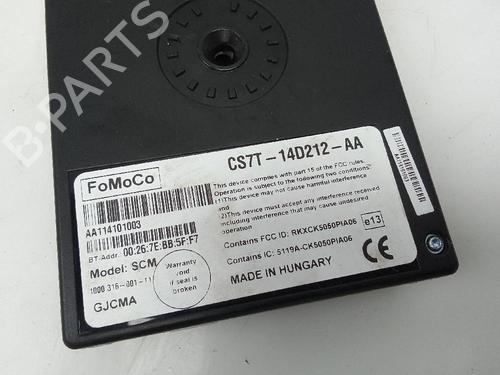 B-PARTS
FoMoCo
CS7T-14D212-AA
This device complies with part 15 of the FCC rules.
Operation is subject to the following two conditions:
(1)This device may not cause harmful interference
and
(2)This device must accept any interference received
including interference that may cause
undesired operation
AA114101003
BT-Addr. 00:26:7E:BB:5F:F7
Contains FCC ID: RKXCK5050PIA06
Contains IC: 5119A-CK5050PIA06
e13
Model: SCM
1000 316-001-11
GJCMA
Warranty
void
if seal is
broken
MADE IN HUNGARY